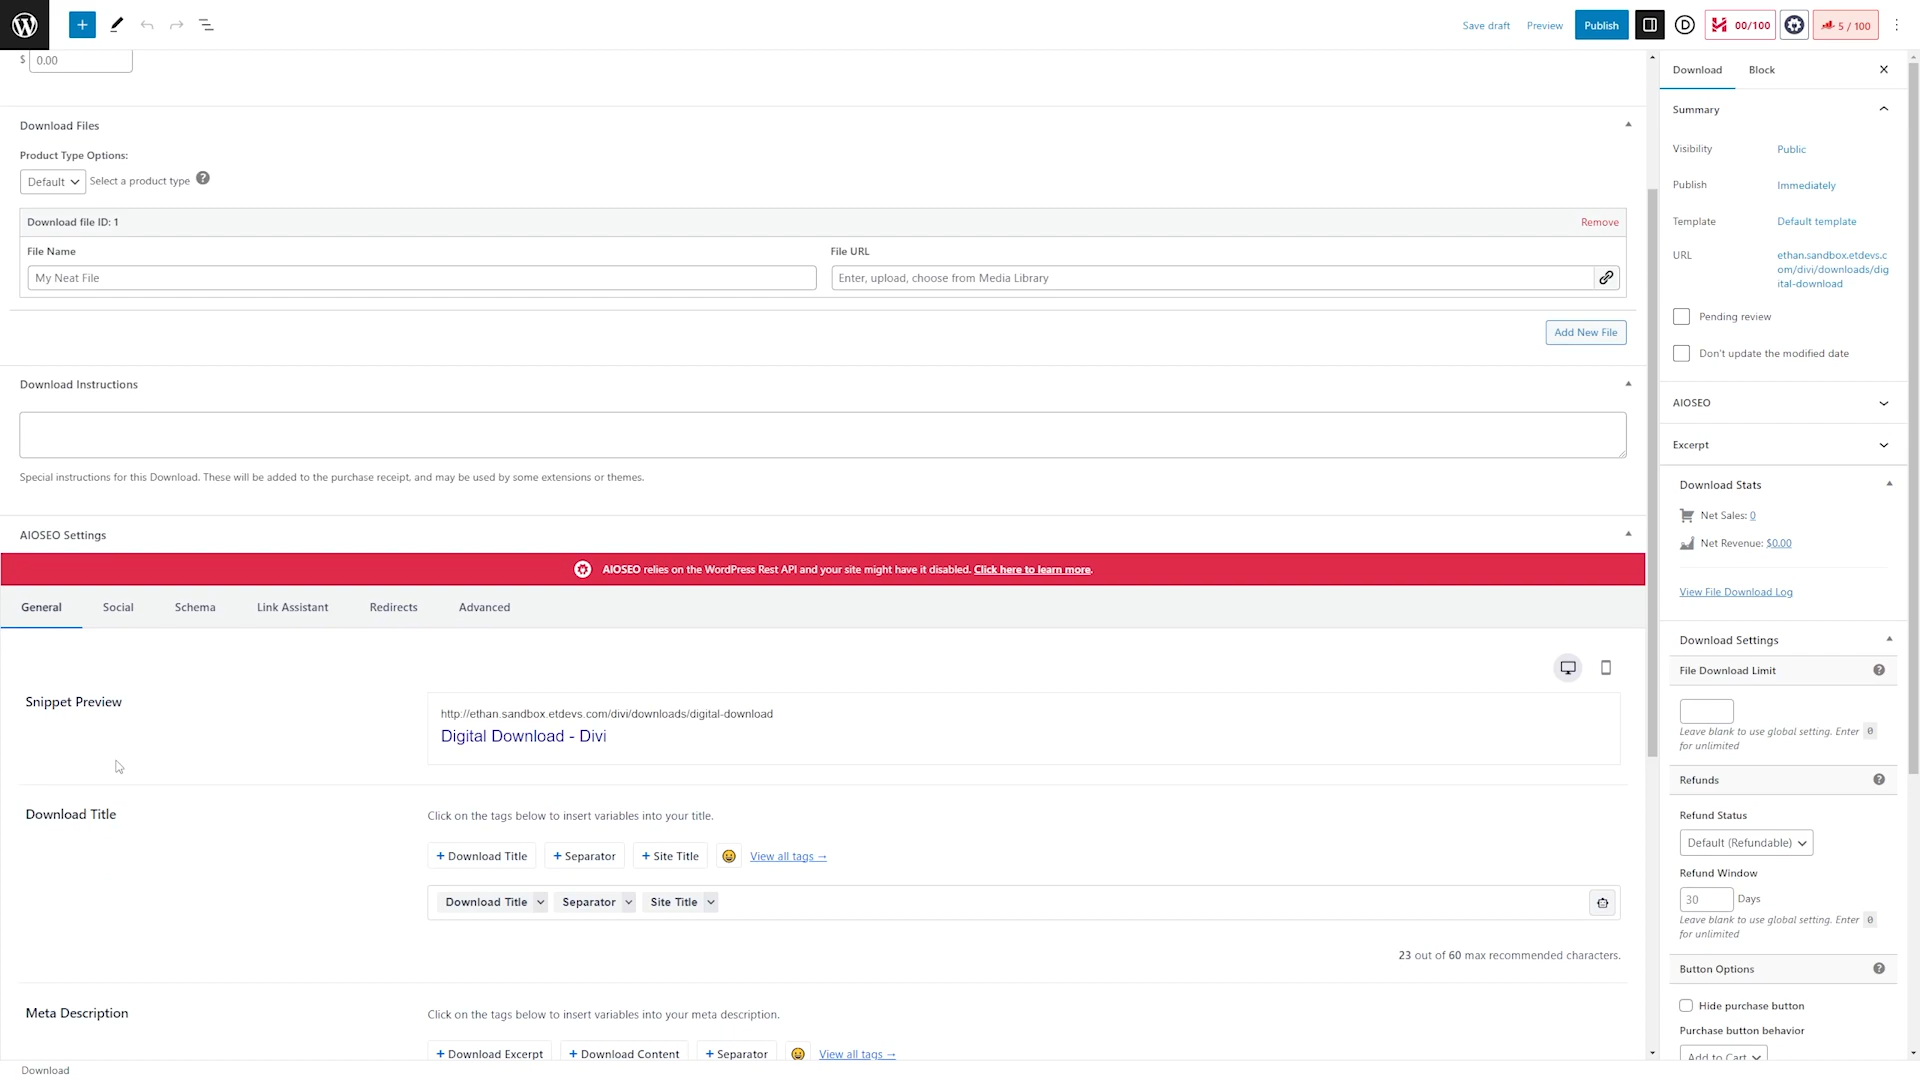 Save draft
Preview
Publish
00/100
5 / 100
$ 0.00
Download Files
Product Type Options:
Default
Select a product type
Download file ID: 1
Remove
File Name
File URL
My Neat File
Enter, upload, choose from Media Library
Add New File
Download Instructions
Special instructions for this Download. These will be added to the purchase receipt, and may be used by some extensions or themes.
AIOSEO Settings
AIOSEO relies on the WordPress Rest API and your site might have it disabled. Click here to learn more.
General
Social
Schema
Link Assistant
Redirects
Advanced
Snippet Preview
http://ethan.sandbox.etdevs.com/divi/downloads/digital-download
Digital Download - Divi
Download Title
Click on the tags below to insert variables into your title.
+ Download Title
+ Separator
+ Site Title
View all tags →
Download Title
Separator
Site Title
23 out of 60 max recommended characters.
Meta Description
Click on the tags below to insert variables into your meta description.
+ Download Excerpt
+ Download Content
+ Separator
View all tags →
Download
Download
Block
Summary
Visibility
Public
Publish
Immediately
Template
Default template
URL
ethan.sandbox.etdevs.c
om/divi/downloads/dig
ital-download
Pending review
Don't update the modified date
AIOSEO
Excerpt
Download Stats
Net Sales: 0
Net Revenue: $0.00
View File Download Log
Download Settings
File Download Limit
Leave blank to use global setting. Enter 0
for unlimited
Refunds
Refund Status
Default (Refundable)
Refund Window
30 Days
Leave blank to use global setting. Enter 0
for unlimited
Button Options
Hide purchase button
Purchase button behavior
Add to Cart